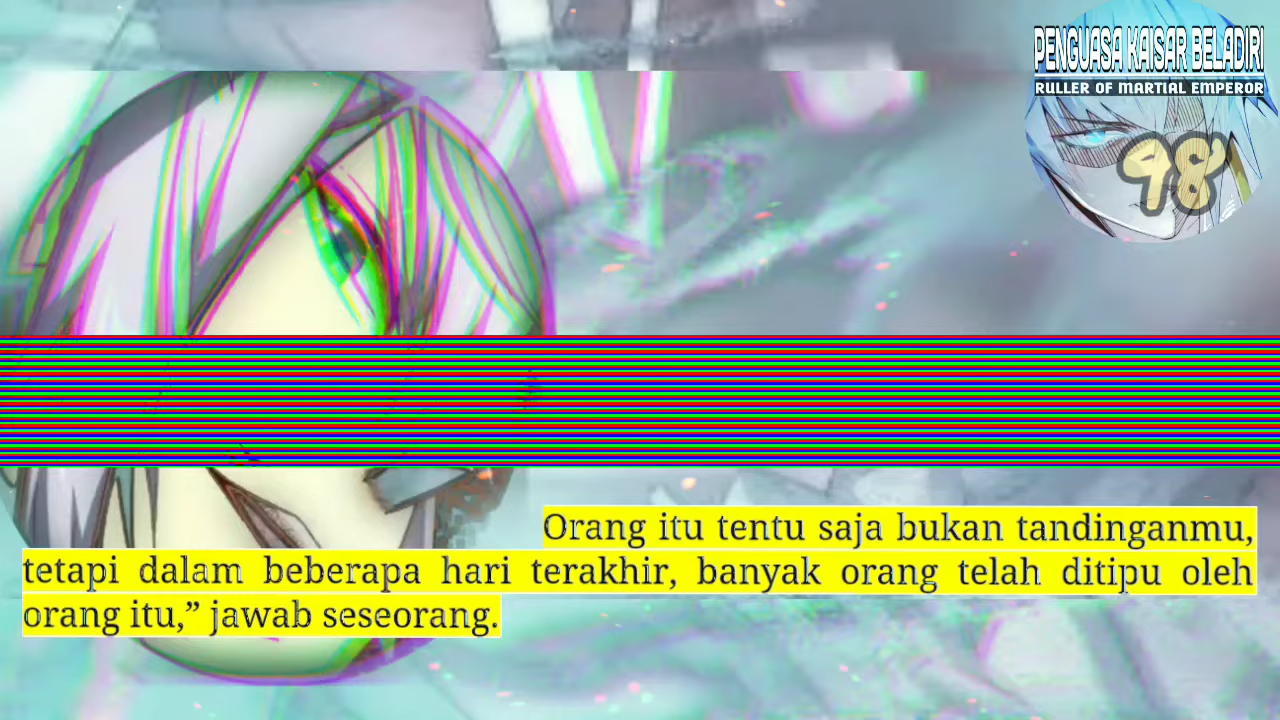 PENGUASA KAISAR BELADIRI
RULLER OF MARTIAL EMPEROR
98
Orang itu tentu saja bukan tandinganmu,
tetapi dalam beberapa hari terakhir, banyak orang telah ditipu oleh
orang itu,” jawab seseorang.